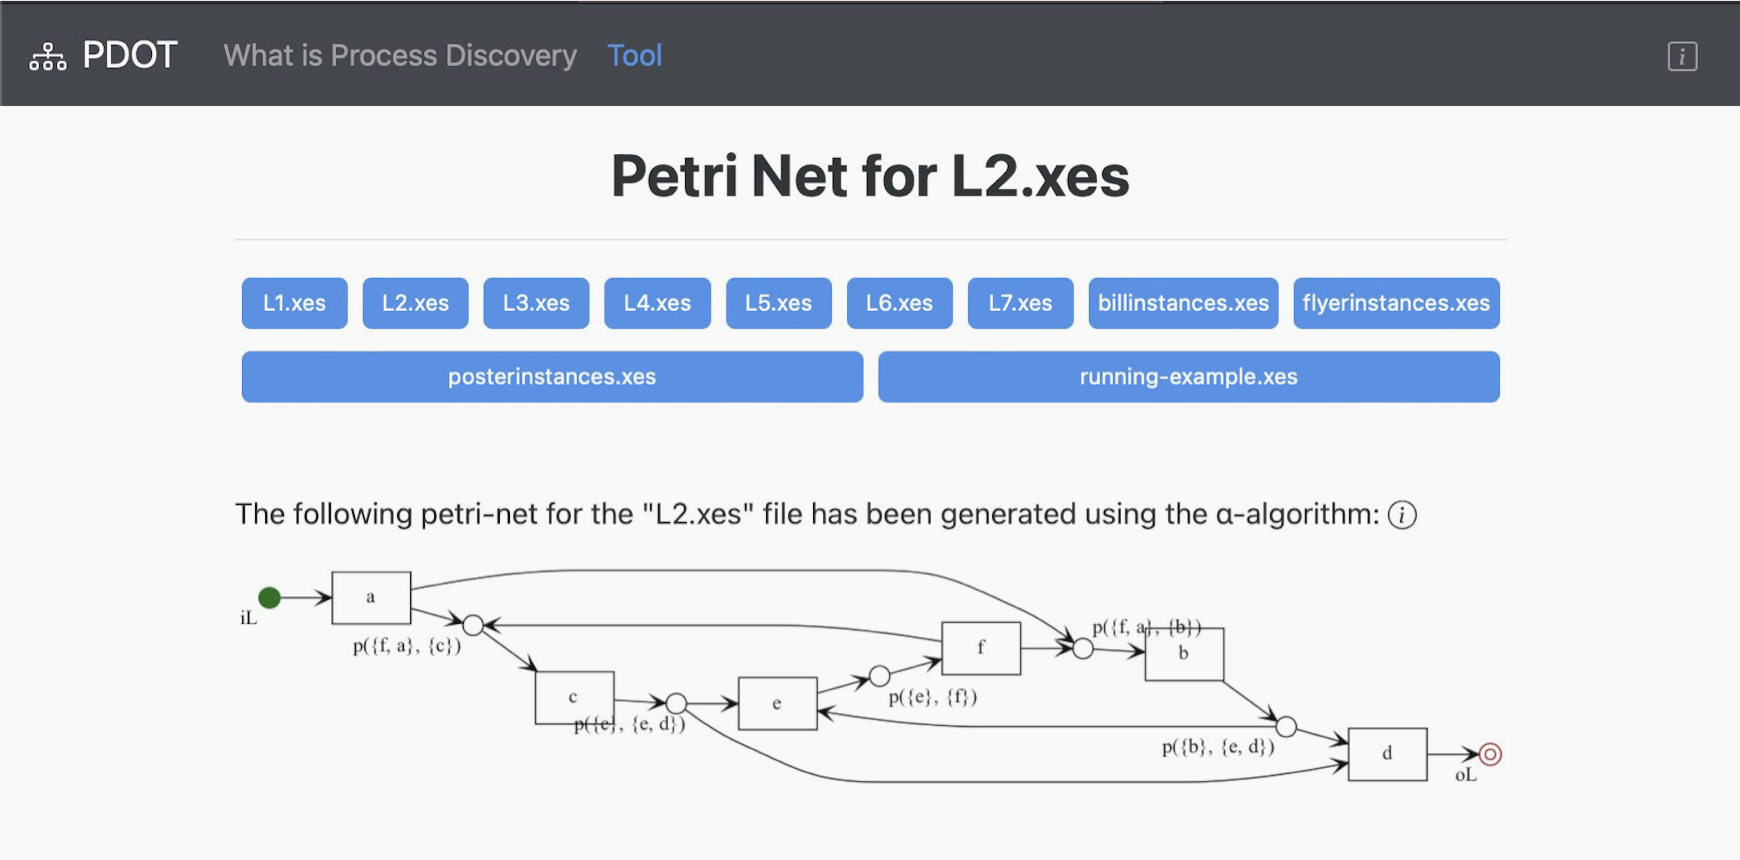 PDOT What is Process Discovery Tool i
Petri Net for L2.xes
L1.xes L2.xes L3.xes L4.xes L5.xes L6.xes L7.xes billinstances.xes flyerinstances.xes
posterinstances.xes running-example.xes
The following petri-net for the "L2.xes" file has been generated using the α-algorithm: i
a
iL
p({f, a}, {c})
f
p({f, a}, {b})
b
c
p({c}, {e, d})
e
p({e}, {f})
p({b}, {e, d})
d
oL